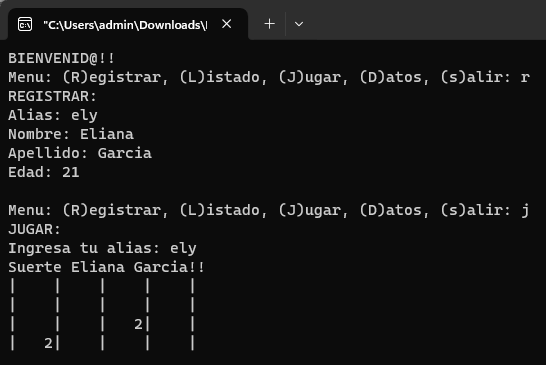 "C:\Users\admin\Downloads\
BIENVENID@!!
Menu: (R)egistrar, (L)istado, (J)ugar, (D)atos, (s)alir: r
REGISTRAR:
Alias: ely
Nombre: Eliana
Apellido: Garcia
Edad: 21
Menu: (R)egistrar, (L)istado, (J)ugar, (D)atos, (s)alir: j
JUGAR:
Ingresa tu alias: ely
Suerte Eliana Garcia!!
|    |    |    |    |
|    |    |    |    |
|    |    |   2|    |
|   2|    |    |    |